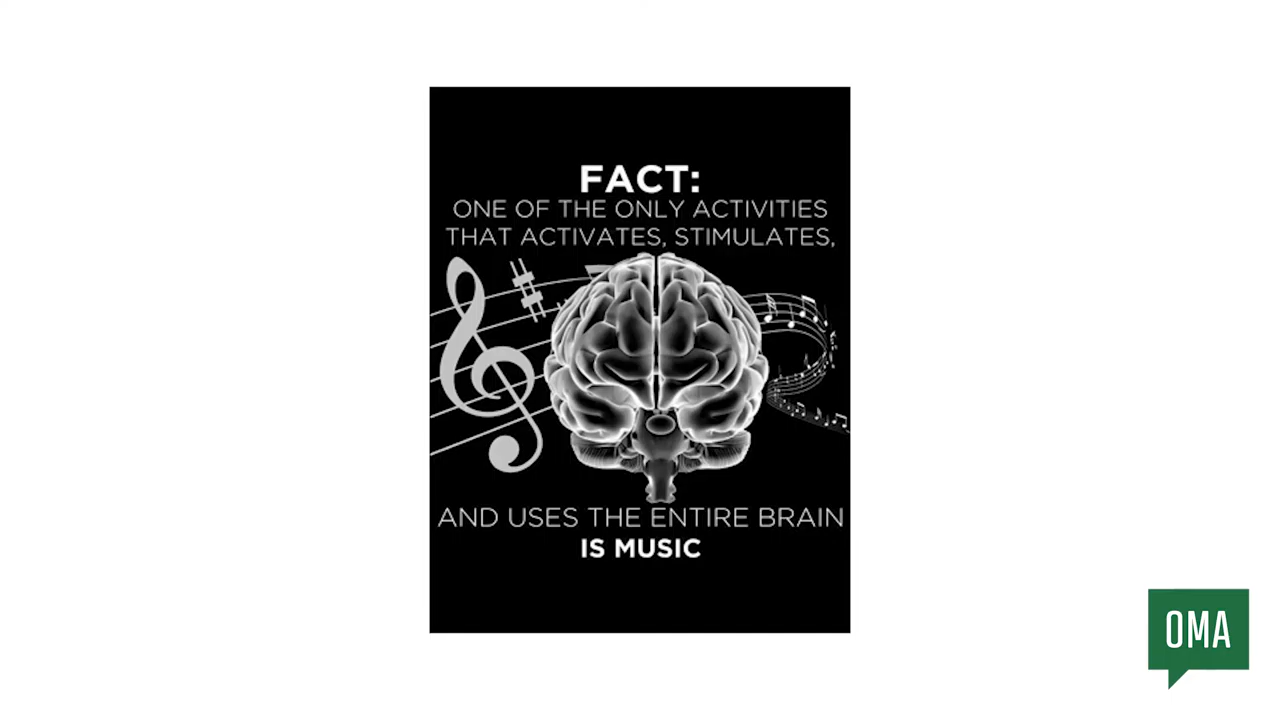 FACT:
ONE OF THE ONLY ACTIVITIES
THAT ACTIVATES, STIMULATES,
AND USES THE ENTIRE BRAIN
IS MUSIC
OMA